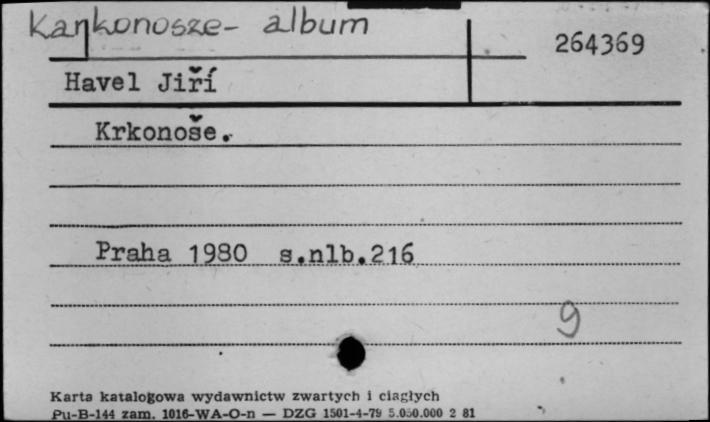 Karkonosze- album
264369
Havel Jiří
Krkonoše.
Praha 1980 s.nlb.216
9
Karta katalogowa wydawnictw zwartych i ciągłych
Pu-B-144 zam. 1016-WA-O-n — DZG 1501-4-79 5.050.000 2 81